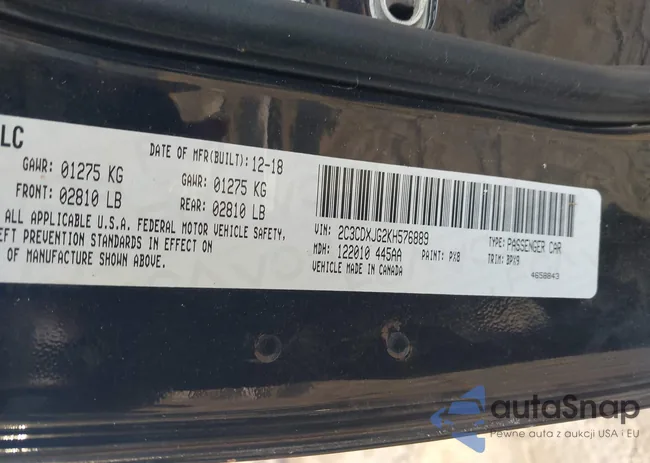 LC
DATE OF MFR(BUILT): 12-18
GAWR: 01275 KG GAWR: 01275 KG
FRONT: 02810 LB REAR: 02810 LB
ALL APPLICABLE U.S.A. FEDERAL MOTOR VEHICLE SAFETY,
EFT PREVENTION STANDARDS IN EFFECT ON
OF MANUFACTURE SHOWN ABOVE.
VIN: 2C3CDXJG2KH576889 TYPE: PASSENGER CAR
MDH: 122010 445AA PAINT: PX8 TRIM: BPX9
VEHICLE MADE IN CANADA
4658843
autoSnap
Pewne auta z aukcji USA i EU